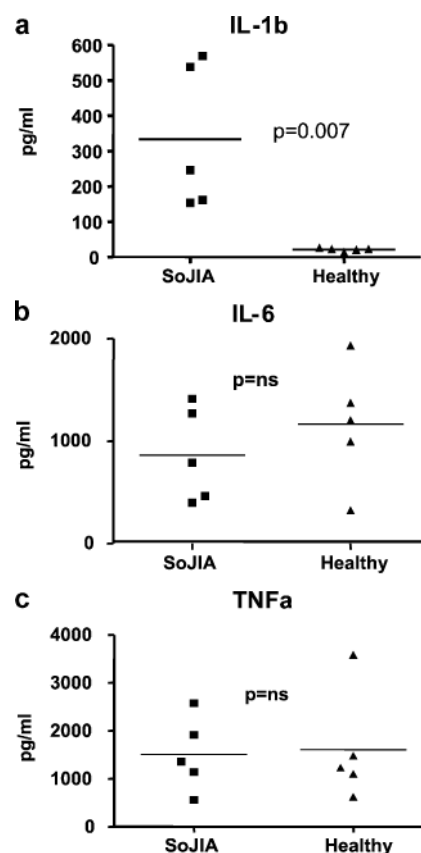 a
IL-1b
600
500
400
300
200
100
0
pg/ml
p=0.007
SoJIA Healthy
b
IL-6
2000
1000
0
pg/ml
p=ns
SoJIA Healthy
c
TNFa
4000
3000
2000
1000
0
pg/ml
p=ns
SoJIA Healthy